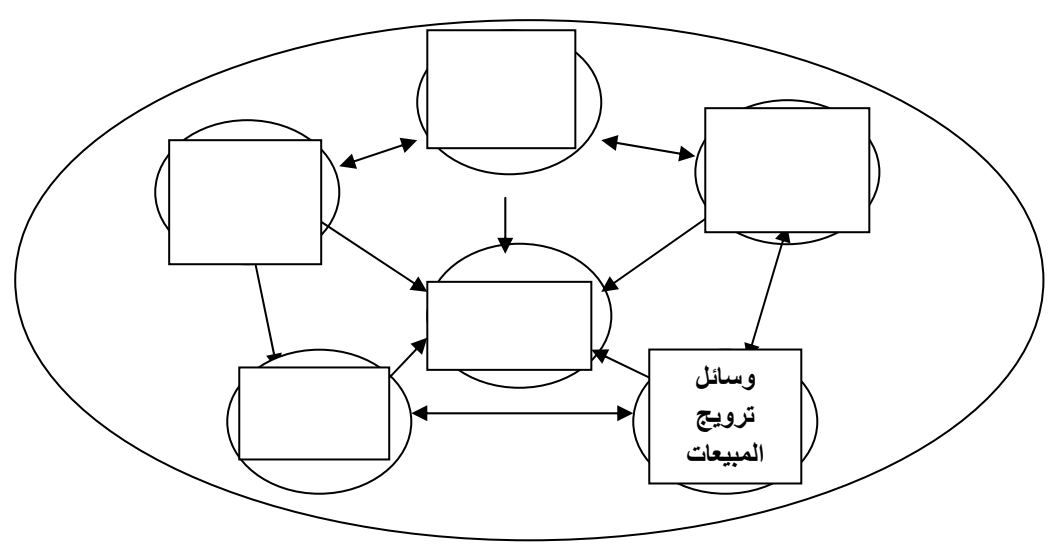 وسائل
ترويج
المبيعات